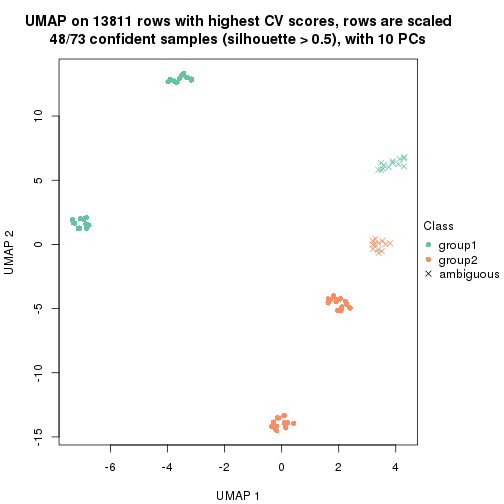 UMAP on 13811 rows with highest CV scores, rows are scaled
48/73 confident samples (silhouette > 0.5), with 10 PCs
10
5
0
-5
-10
-15
UMAP 2
-6
-4
-2
0
2
4
UMAP 1
Class
group1
group2
ambiguous